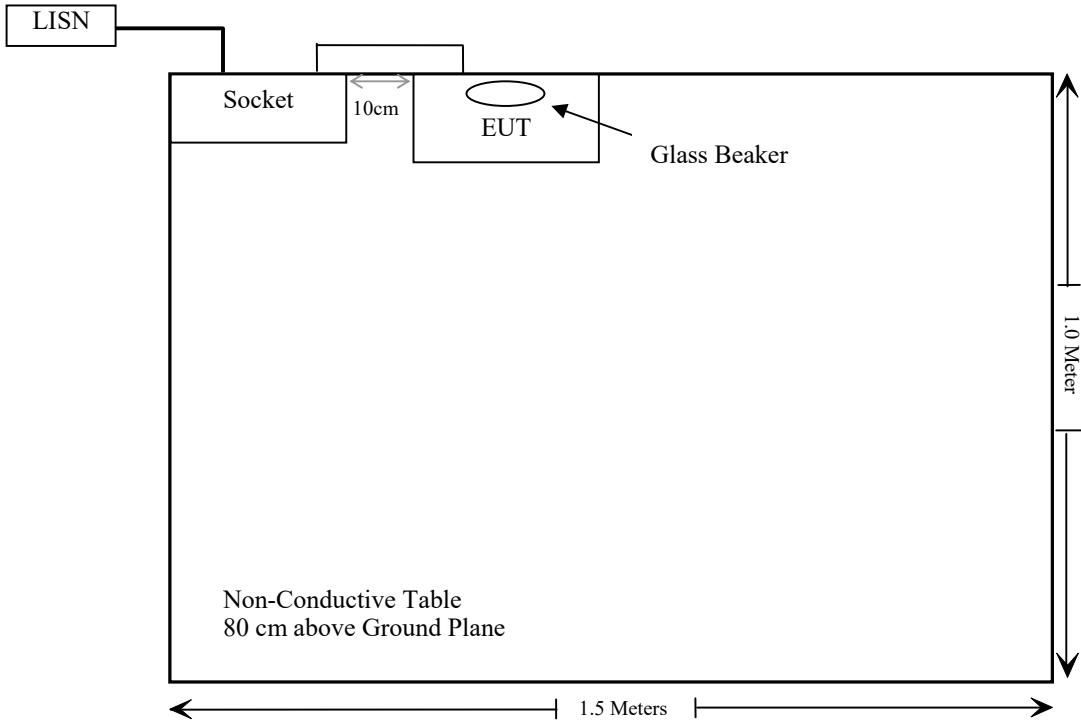 LISN
Socket
10cm
EUT
Glass Beaker
1.0 Meter
Non-Conductive Table
80 cm above Ground Plane
1.5 Meters